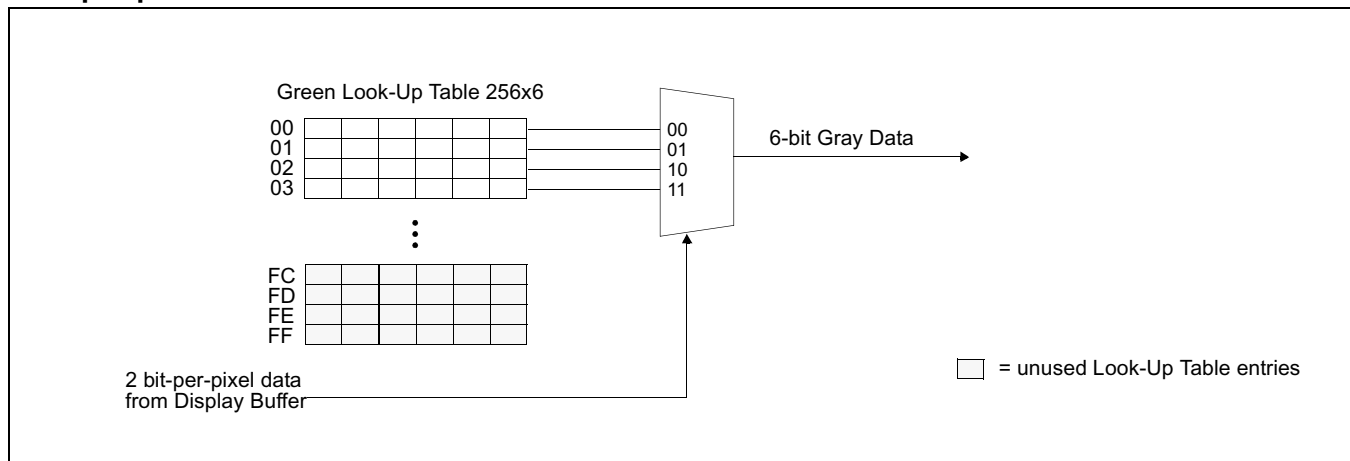 Green Look-Up Table 256x6
00
01
02
03
00
01
10
11
6-bit Gray Data
FC
FD
FE
FF
2 bit-per-pixel data
from Display Buffer
= unused Look-Up Table entries